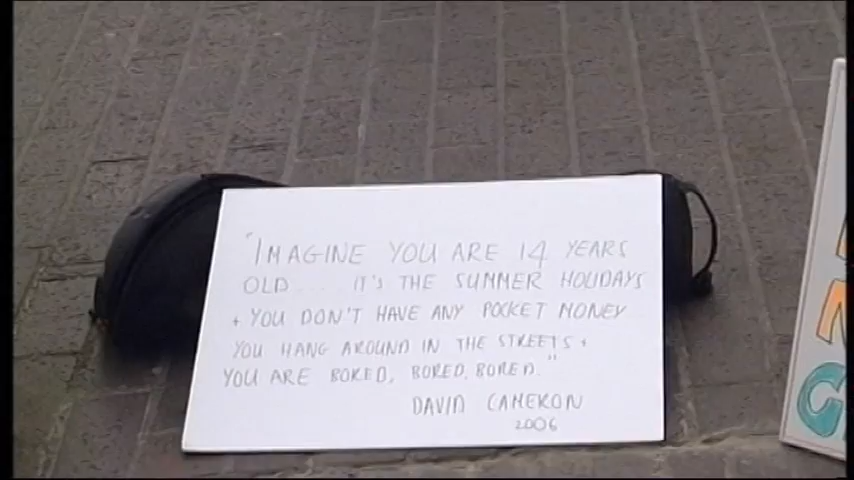 "IMAGINE YOU ARE 14 YEARS
OLD.... IT'S THE SUMMER HOLIDAYS
+ YOU DON'T HAVE ANY POCKET MONEY
YOU HANG AROUND IN THE STREETS +
YOU ARE BORED, BORED, BORED."
DAVID CAMERON
2006